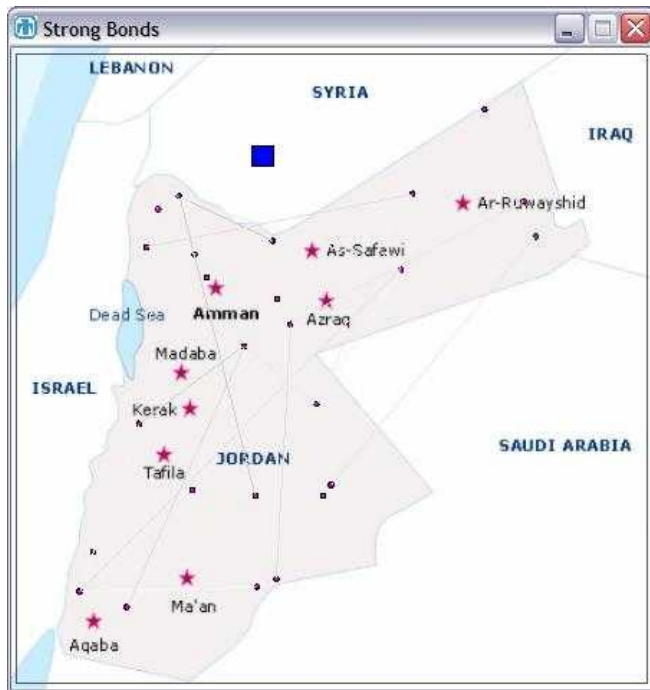 Strong Bonds
LEBANON
SYRIA
IRAQ
Ar-Ruwayshid
As-Safawi
Dead Sea
Amman
Azraq
Madaba
ISRAEL
Kerak
SAUDI ARABIA
JORDAN
Tafila
Ma'an
Aqaba